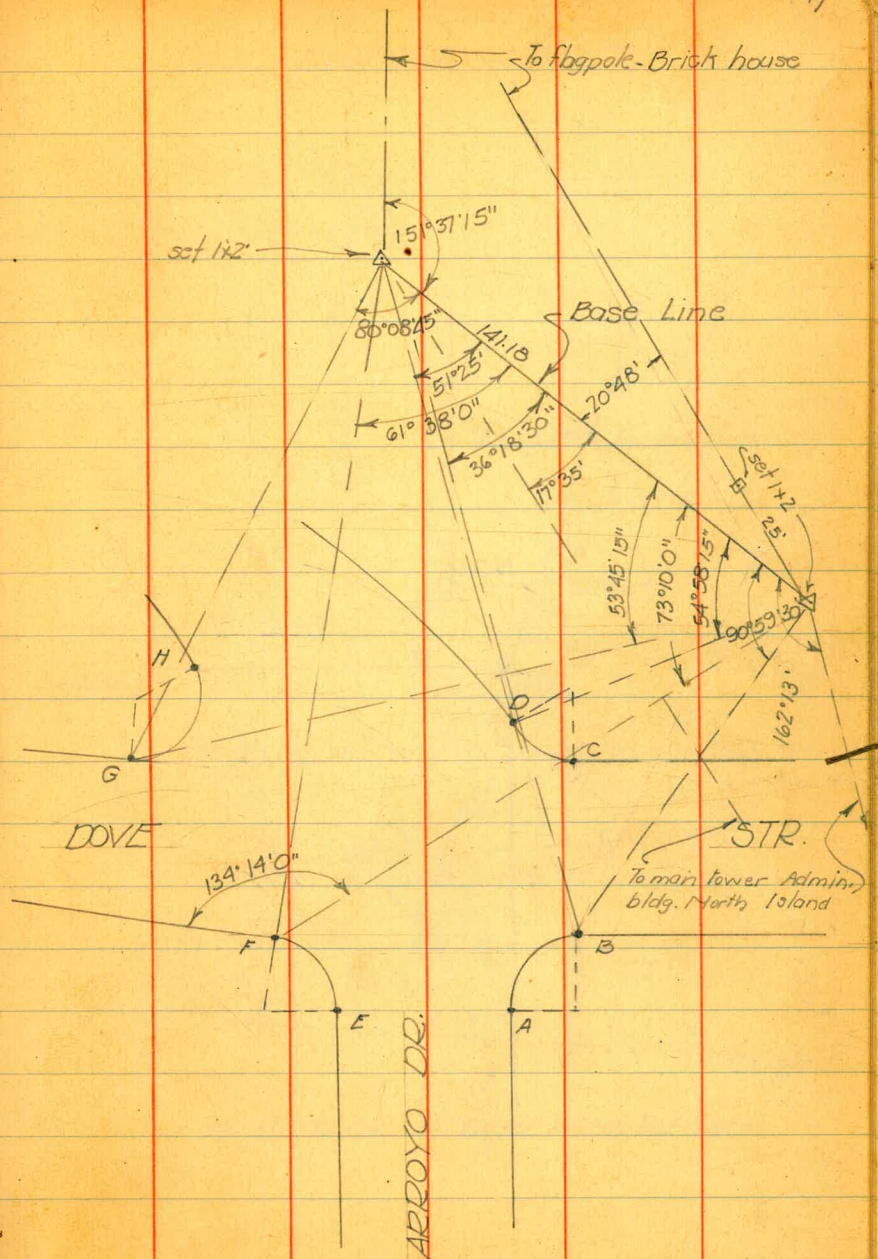 To flagpole - Brick house
151°37'15"
set 1x2"
80°08'45"
Base Line
141.18
51°25'
20°48'
61°38'0"
36°18'30"
17°35'
set 1x2
25'
53°45'15"
73°10'0"
54°58'15"
90°59'30"
162°13'
H
D
C
G
DOVE
STR.
134°14'0"
To main tower Admin.
bldg. North Island
F
B
E
A
ARROYO DR.